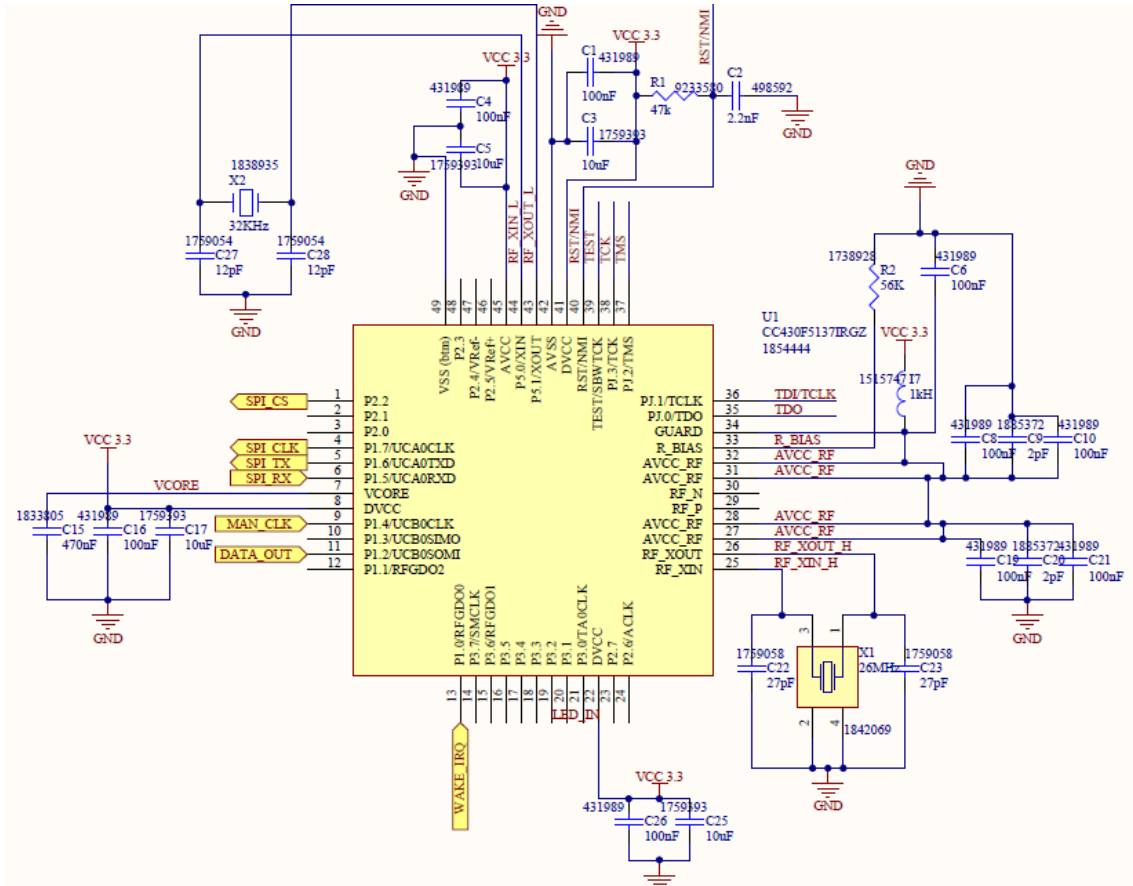 GND
VCC 3.3
RST/NMI
C1
431989
100nF
VCC 3.3
431989
C4
100nF
C5
10uF
1759393
GND
R1
9233580
47k
C2
498592
2.2nF
GND
C3
1759393
10uF
1838935
X2
32KHz
1759054
C27
12pF
1759054
C28
12pF
GND
RF_XIN_L
RF_XOUT_L
RST/NMI
TEST
TCK
TMS
GND
1738928
R2
56K
431989
C6
100nF
49
48
47
46
45
44
43
42
41
40
39
38
37
VSS (btm)
P2.3
P2.4/VRef-
P2.5/VRef+
AVCC
P5.0/XIN
P5.1/XOUT
AVSS
DVCC
RST/NMI
TEST/SBWTCK
PJ.3/TCK
PJ.2/TMS
U1
CC430F5137IRGZ
1854444
VCC 3.3
1515747
1kH
SPI_CS
1 P2.2
2 P2.1
3 P2.0
SPI_CLK
4 P1.7/UCA0CLK
SPI_TX
5 P1.6/UCA0TXD
SPI_RX
6 P1.5/UCA0RXD
VCORE
7 VCORE
8 DVCC
MAN_CLK
9 P1.4/UCB0CLK
10 P1.3/UCB0SIMO
DATA_OUT
11 P1.2/UCB0SOMI
12 P1.1/RFGDO2
VCC 3.3
1833805
C15
470nF
431989
C16
100nF
1759393
C17
10uF
GND
PJ.1/TCLK 36 TDI/TCLK
PJ.0/TDO 35 TDO
GUARD 34
R_BIAS 33 R_BIAS
AVCC_RF 32 AVCC_RF
AVCC_RF 31 AVCC_RF
RF_N 30
RF_P 29
AVCC_RF 28 AVCC_RF
AVCC_RF 27 AVCC_RF
RF_XOUT 26 RF_XOUT_H
RF_XIN 25 RF_XIN_H
431989
C8
100nF
1885372
C9
2pF
431989
C10
100nF
431989
C19
100nF
1885372
C20
2pF
431989
C21
100nF
GND
P1.0/RFGDO0
P3.7/SMCLK
P3.6/RFGDO1
P3.5
P3.4
P3.3
P3.2
P3.1
P3.0/TA0CLK
DVCC
P2.7
P2.6/ACLK
13
14
15
16
17
18
19
20
21
22
23
24
LED_IN
WAKE_IRQ
1759058
C22
27pF
3
1
X1
26MHz
2
4
1842069
1759058
C23
27pF
GND
VCC 3.3
431989
C26
100nF
1759393
C25
10uF
GND